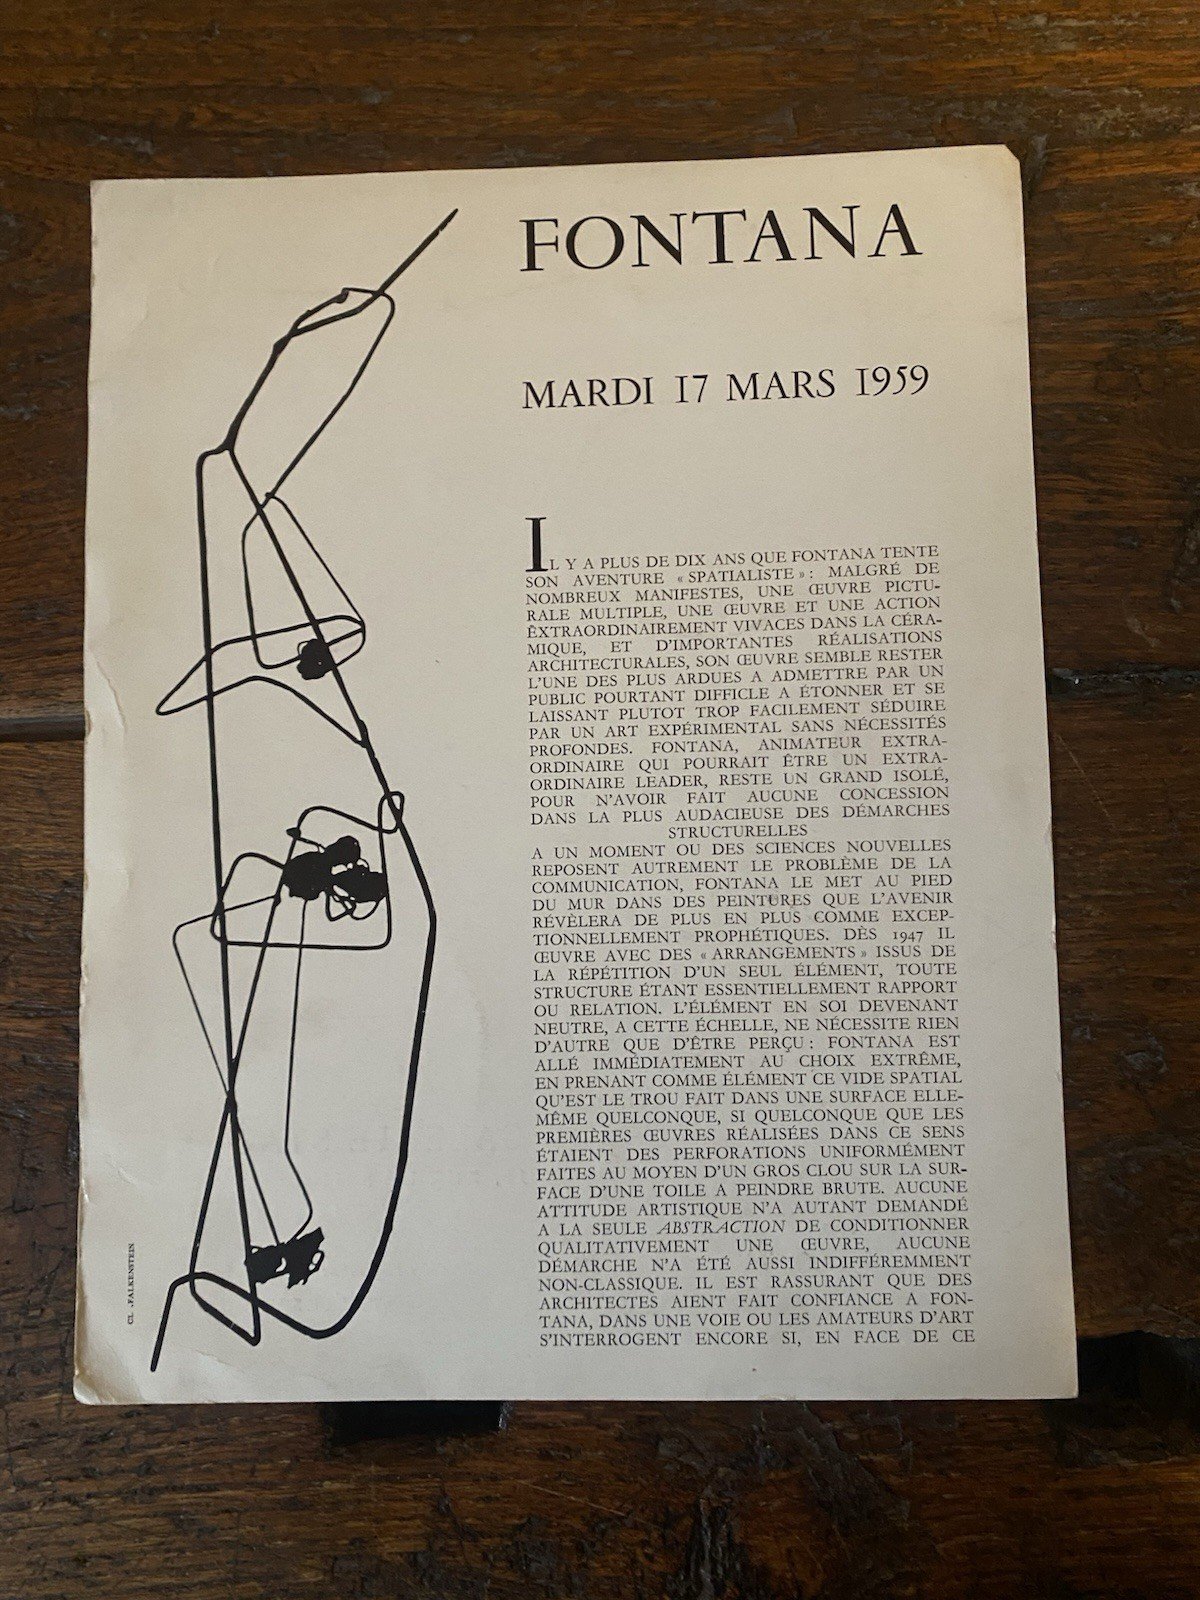 FONTANA
MARDI 17 MARS 1959
IL Y A PLUS DE DIX ANS QUE FONTANA TENTE
SON AVENTURE « SPATIALISTE » : MALGRÉ DE
NOMBREUX MANIFESTES, UNE ŒUVRE PICTU-
RALE MULTIPLE, UNE ŒUVRE ET UNE ACTION
EXTRAORDINAIREMENT VIVACES DANS LA CÉRA-
MIQUE, ET D'IMPORTANTES RÉALISATIONS
ARCHITECTURALES, SON ŒUVRE SEMBLE RESTER
L'UNE DES PLUS ARDUES A ADMETTRE PAR UN
PUBLIC POURTANT DIFFICLE A ÉTONNER ET SE
LAISSANT PLUTOT TROP FACILEMENT SÉDUIRE
PAR UN ART EXPÉRIMENTAL SANS NÉCESSITÉS
PROFONDES. FONTANA, ANIMATEUR EXTRA-
ORDINAIRE QUI POURRAIT ÊTRE UN EXTRA-
ORDINAIRE LEADER, RESTE UN GRAND ISOLÉ,
POUR N'AVOIR FAIT AUCUNE CONCESSION
DANS LA PLUS AUDACIEUSE DES DÉMARCHES
STRUCTURELLES
A UN MOMENT OU DES SCIENCES NOUVELLES
REPOSENT AUTREMENT LE PROBLÈME DE LA
COMMUNICATION, FONTANA LE MET AU PIED
DU MUR DANS DES PEINTURES QUE L'AVENIR
RÉVÈLERA DE PLUS EN PLUS COMME EXCEP-
TIONNELLEMENT PROPHÉTIQUES. DÈS 1947 IL
ŒUVRE AVEC DES « ARRANGEMENTS » ISSUS DE
LA RÉPÉTITION D'UN SEUL ÉLÉMENT, TOUTE
STRUCTURE ÉTANT ESSENTIELLEMENT RAPPORT
OU RELATION. L'ÉLÉMENT EN SOI DEVENANT
NEUTRE, A CETTE ÉCHELLE, NE NÉCESSITE RIEN
D'AUTRE QUE D'ÊTRE PERÇU : FONTANA EST
ALLÉ IMMÉDIATEMENT AU CHOIX EXTRÊME,
EN PRENANT COMME ÉLÉMENT CE VIDE SPATIAL
QU'EST LE TROU FAIT DANS UNE SURFACE ELLE-
MÊME QUELCONQUE, SI QUELCONQUE QUE LES
PREMIÈRES ŒUVRES RÉALISÉES DANS CE SENS
ÉTAIENT DES PERFORATIONS UNIFORMÉMENT
FAITES AU MOYEN D'UN GROS CLOU SUR LA SUR-
FACE D'UNE TOILE A PEINDRE BRUTE. AUCUNE
ATTITUDE ARTISTIQUE N'A AUTANT DEMANDÉ
A LA SEULE ABSTRACTION DE CONDITIONNER
QUALITATIVEMENT UNE ŒUVRE, AUCUNE
DÉMARCHE N'A ÉTÉ AUSSI INDIFFÉREMMENT
NON-CLASSIQUE. IL EST RASSURANT QUE DES
ARCHITECTES AIENT FAIT CONFIANCE A FON-
TANA, DANS UNE VOIE OU LES AMATEURS D'ART
S'INTERROGENT ENCORE SI, EN FACE DE CE
CL .FALKENSTEIN